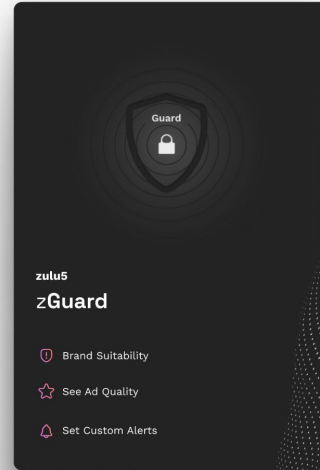 Guard
zulu5
zGuard
Brand Suitability
See Ad Quality
Set Custom Alerts